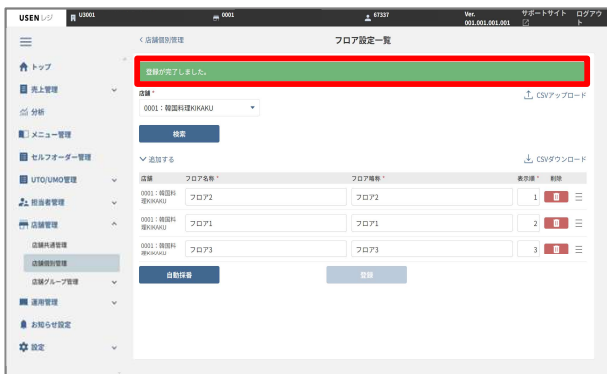 USEN レジ
U3001
0001
67337
Ver.
001.001.001.001
サポートサイト
ログアウト
トップ
売上管理
分析
メニュー管理
セルフオーダー管理
UTO/UMO管理
担当者管理
店舗管理
店舗共通管理
店舗個別管理
店舗グループ管理
運用管理
お知らせ設定
設定
く 店舗個別管理
フロア設定一覧
登録が完了しました。
店舗 *
CSVアップロード
0001：韓国料理KIKAKU
検索
追加する
CSVダウンロード
店舗 フロア名称 * フロア略称 * 表示順 * 削除
0001：韓国料理KIKAKU フロア2 フロア2 1
0001：韓国料理KIKAKU フロア1 フロア1 2
0001：韓国料理KIKAKU フロア3 フロア3 3
自動採番
登録